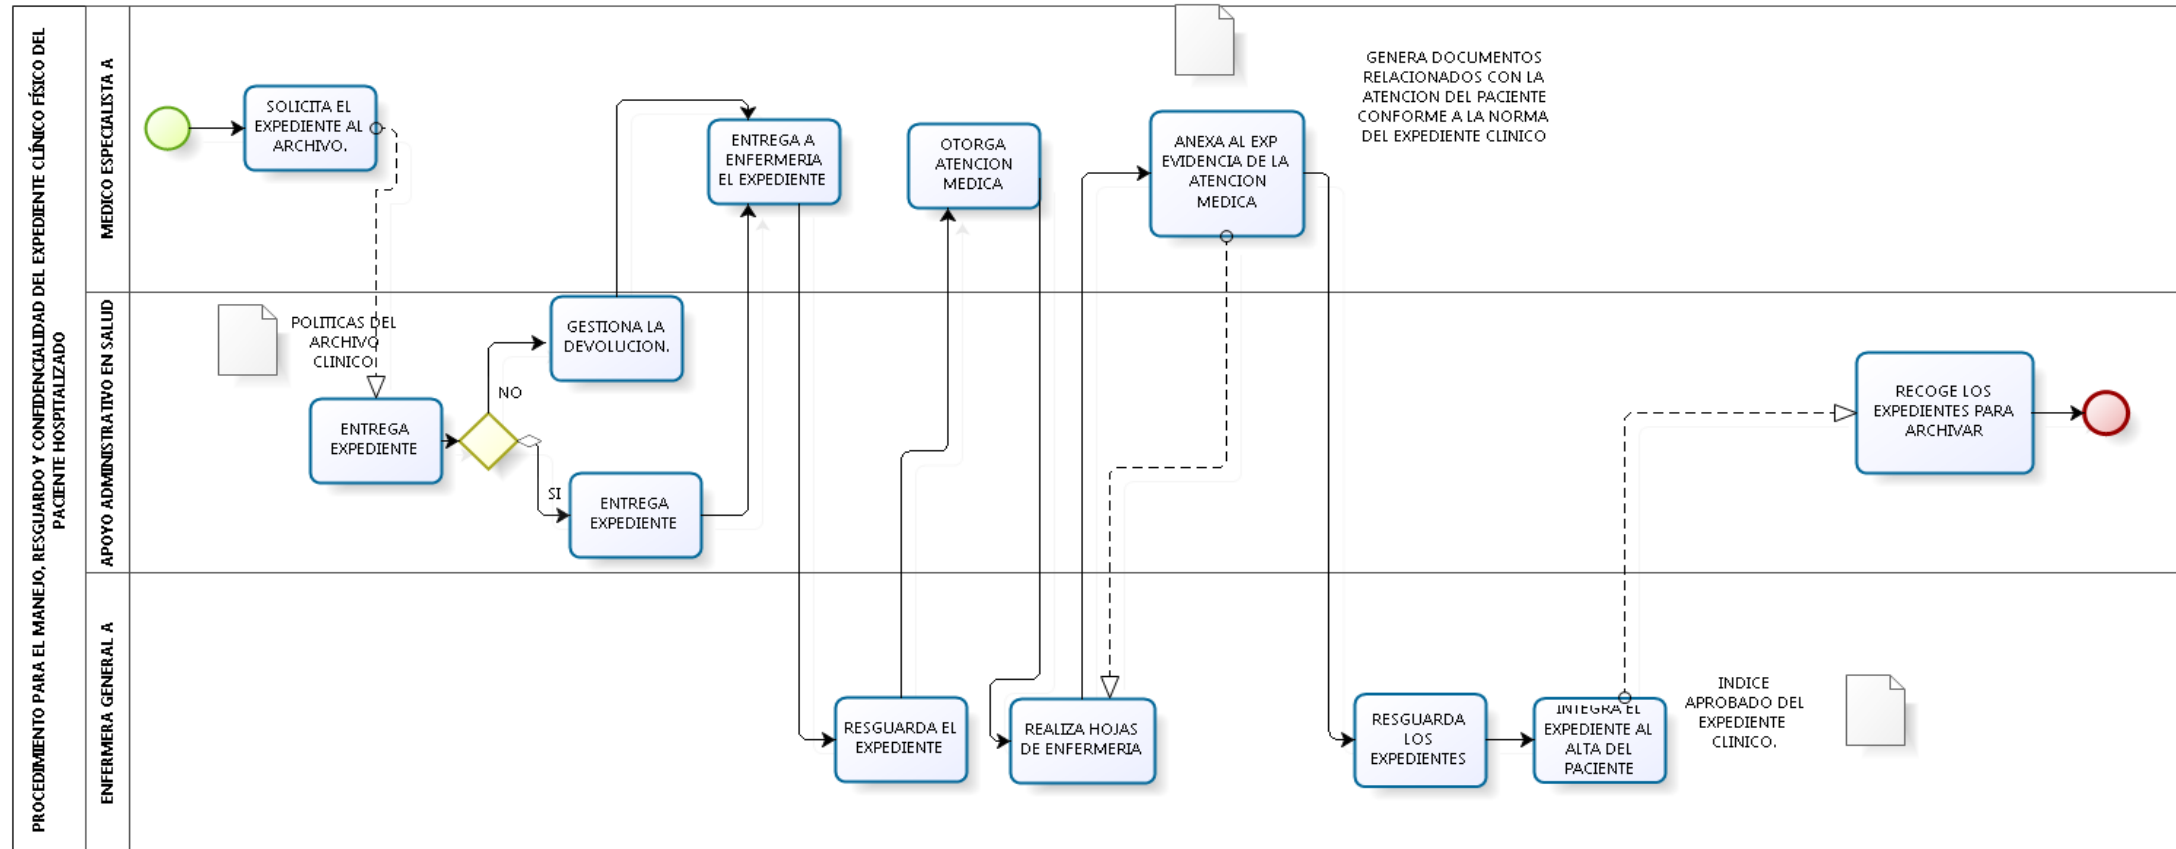 PROCEDIMIENTO PARA EL MANEJO, RESGUARDO Y CONFIDENCIALIDAD DEL EXPEDIENTE CLÍNICO FÍSICO DEL
PACIENTE HOSPITALIZADO
MEDICO ESPECIALISTA A
SOLICITA EL
EXPEDIENTE AL
ARCHIVO.
ENTREGA A
ENFERMERIA
EL EXPEDIENTE
OTORGA
ATENCION
MEDICA
ANEXA AL EXP
EVIDENCIA DE LA
ATENCION
MEDICA
GENERA DOCUMENTOS
RELACIONADOS CON LA
ATENCION DEL PACIENTE
CONFORME A LA NORMA
DEL EXPEDIENTE CLINICO
APOYO ADMINISTRATIVO EN SALUD
POLITICAS DEL
ARCHIVO
CLINICO
ENTREGA
EXPEDIENTE
NO
GESTIONA LA
DEVOLUCION.
SI
ENTREGA
EXPEDIENTE
RECOGE LOS
EXPEDIENTES PARA
ARCHIVAR
ENFERMERA GENERAL A
RESGUARDA EL
EXPEDIENTE
REALIZA HOJAS
DE ENFERMERIA
RESGUARDA
LOS
EXPEDIENTES
INTEGRA EL
EXPEDIENTE AL
ALTA DEL
PACIENTE
INDICE
APROBADO DEL
EXPEDIENTE
CLINICO.